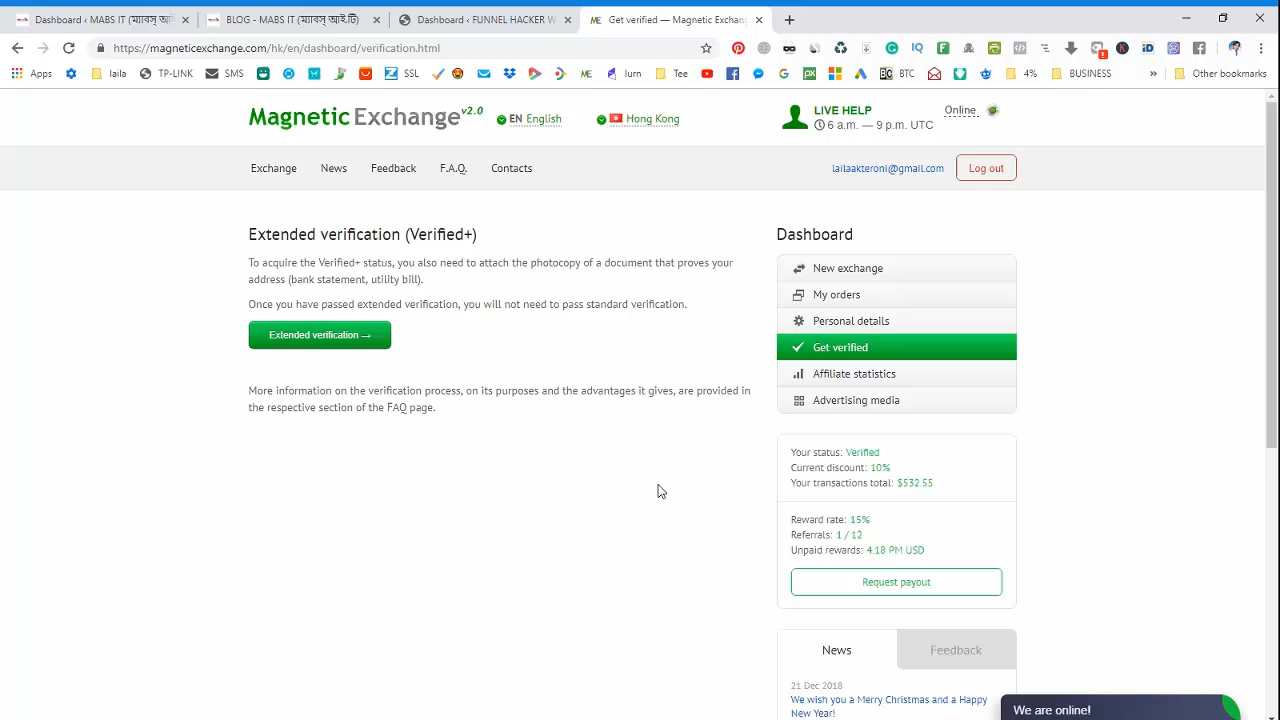 Dashboard ‹ MABS IT (ম্যাবস্ আই
BLOG - MABS IT (ম্যাবস্ আই.টি)
Dashboard ‹ FUNNEL HACKER W
Get verified — Magnetic Exchan
https://magneticexchange.com/hk/en/dashboard/verification.html
Apps
laila
TP-LINK
SMS
SSL
lurn
Tee
BTC
4%
BUSINESS
Other bookmarks
Magnetic Exchange v2.0
EN English
Hong Kong
LIVE HELP
6 a.m. — 9 p.m. UTC
Online
Exchange
News
Feedback
F.A.Q.
Contacts
lailaakteroni@gmail.com
Log out
Extended verification (Verified+)
To acquire the Verified+ status, you also need to attach the photocopy of a document that proves your
address (bank statement, utility bill).
Once you have passed extended verification, you will not need to pass standard verification.
Extended verification →
More information on the verification process, on its purposes and the advantages it gives, are provided in
the respective section of the FAQ page.
Dashboard
New exchange
My orders
Personal details
Get verified
Affiliate statistics
Advertising media
Your status: Verified
Current discount: 10%
Your transactions total: $532.55
Reward rate: 15%
Referrals: 1 / 12
Unpaid rewards: 4.18 PM USD
Request payout
News
Feedback
21 Dec 2018
We wish you a Merry Christmas and a Happy
New Year!
We are online!